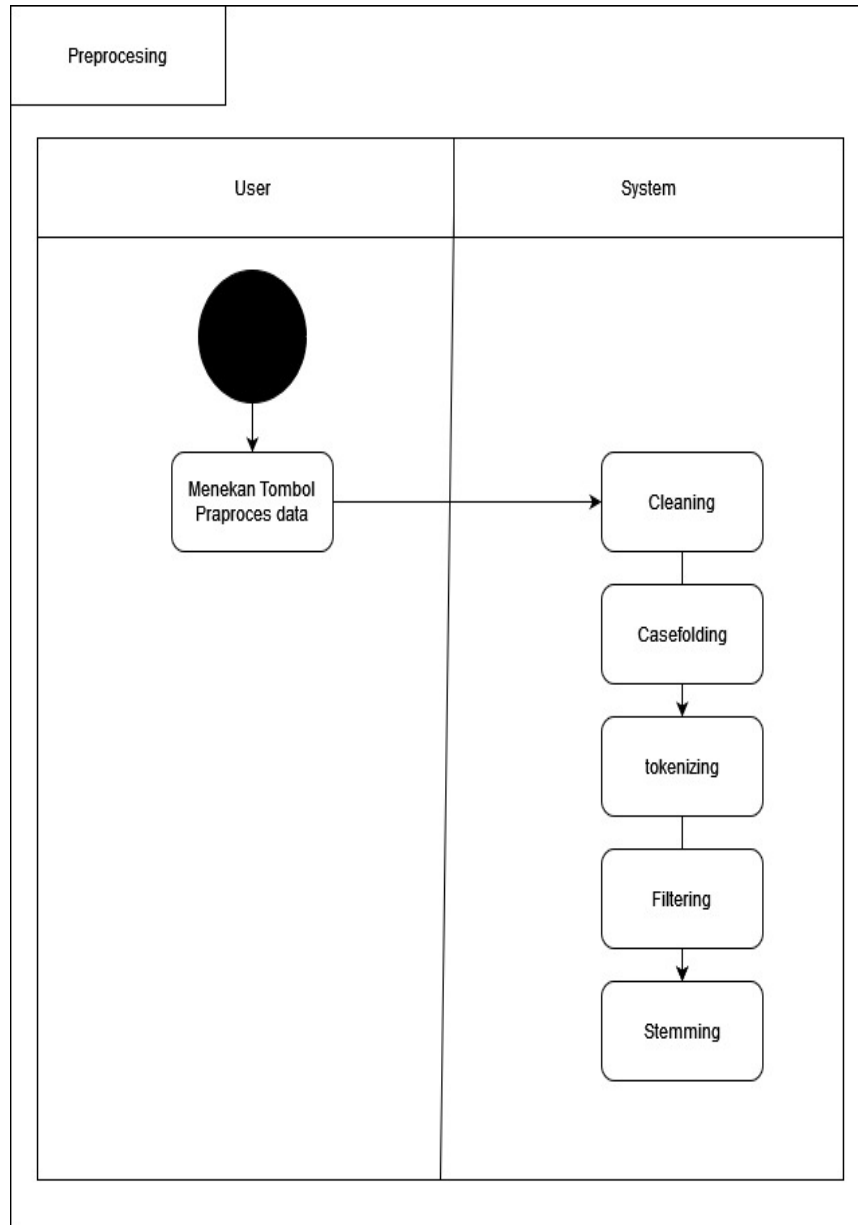 Preprocesing
User
System
Menekan Tombol
Praproces data
Cleaning
Casefolding
tokenizing
Filtering
Stemming